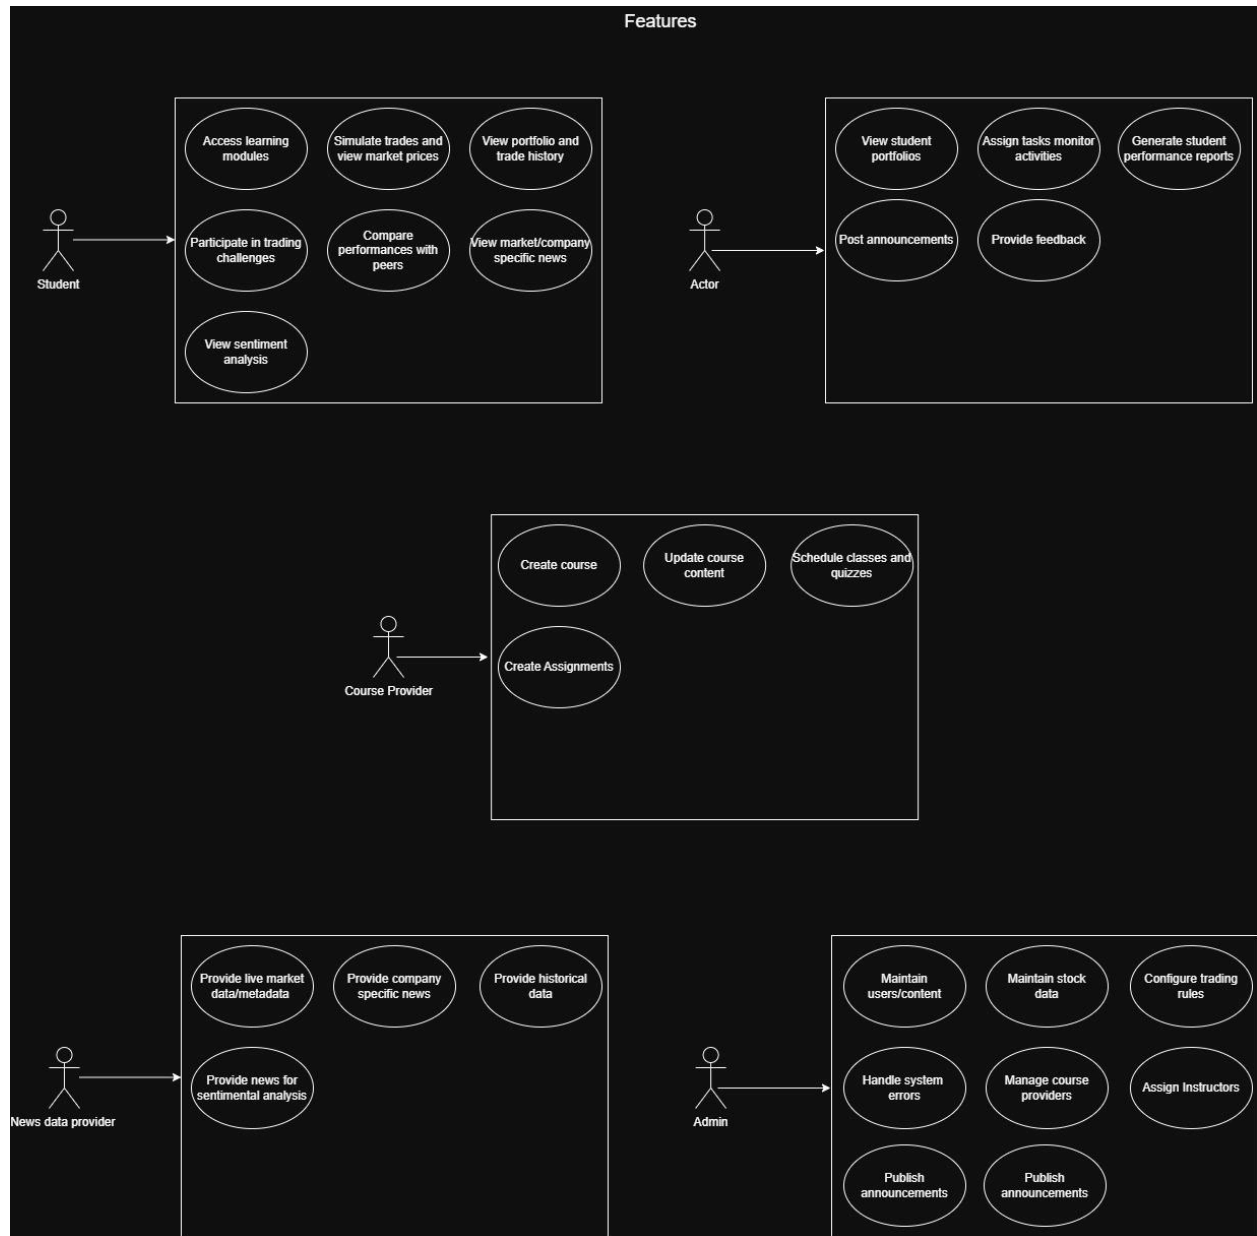 Features
Access learning
modules
Simulate trades and
view market prices
View portfolio and
trade history
Participate in trading
challenges
Compare
performances with
peers
View market/company
specific news
View sentiment
analysis
Student
View student
portfolios
Assign tasks monitor
activities
Generate student
performance reports
Post announcements
Provide feedback
Actor
Create course
Update course
content
Schedule classes and
quizzes
Create Assignments
Course Provider
Provide live market
data/metadata
Provide company
specific news
Provide historical
data
Provide news for
sentimental analysis
News data provider
Maintain
users/content
Maintain stock
data
Configure trading
rules
Handle system
errors
Manage course
providers
Assign Instructors
Publish
announcements
Publish
announcements
Admin